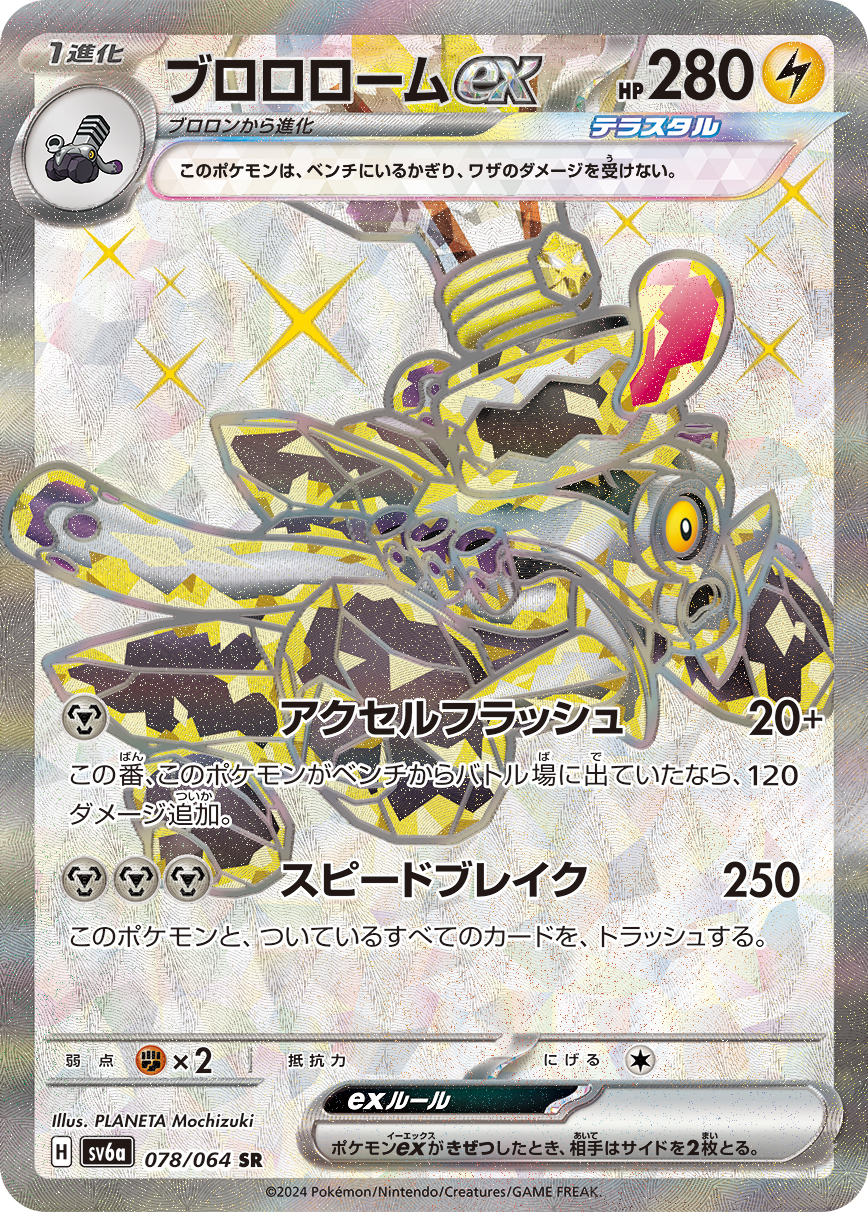 1進化
ブロロロームex
HP280
ブロロンから進化
テラスタル
このポケモンは、ベンチにいるかぎり、ワザのダメージを受けない。
アクセルフラッシュ 20+
この番、このポケモンがベンチからバトル場に出ていたなら、120
ダメージ追加。
スピードブレイク 250
このポケモンと、ついているすべてのカードを、トラッシュする。
弱点 ×2 抵抗力 にげる
exルール
ポケモンexがきぜつしたとき、相手はサイドを2枚とる。
Illus. PLANETA Mochizuki
H sv6a 078/064 SR
©2024 Pokémon/Nintendo/Creatures/GAME FREAK.